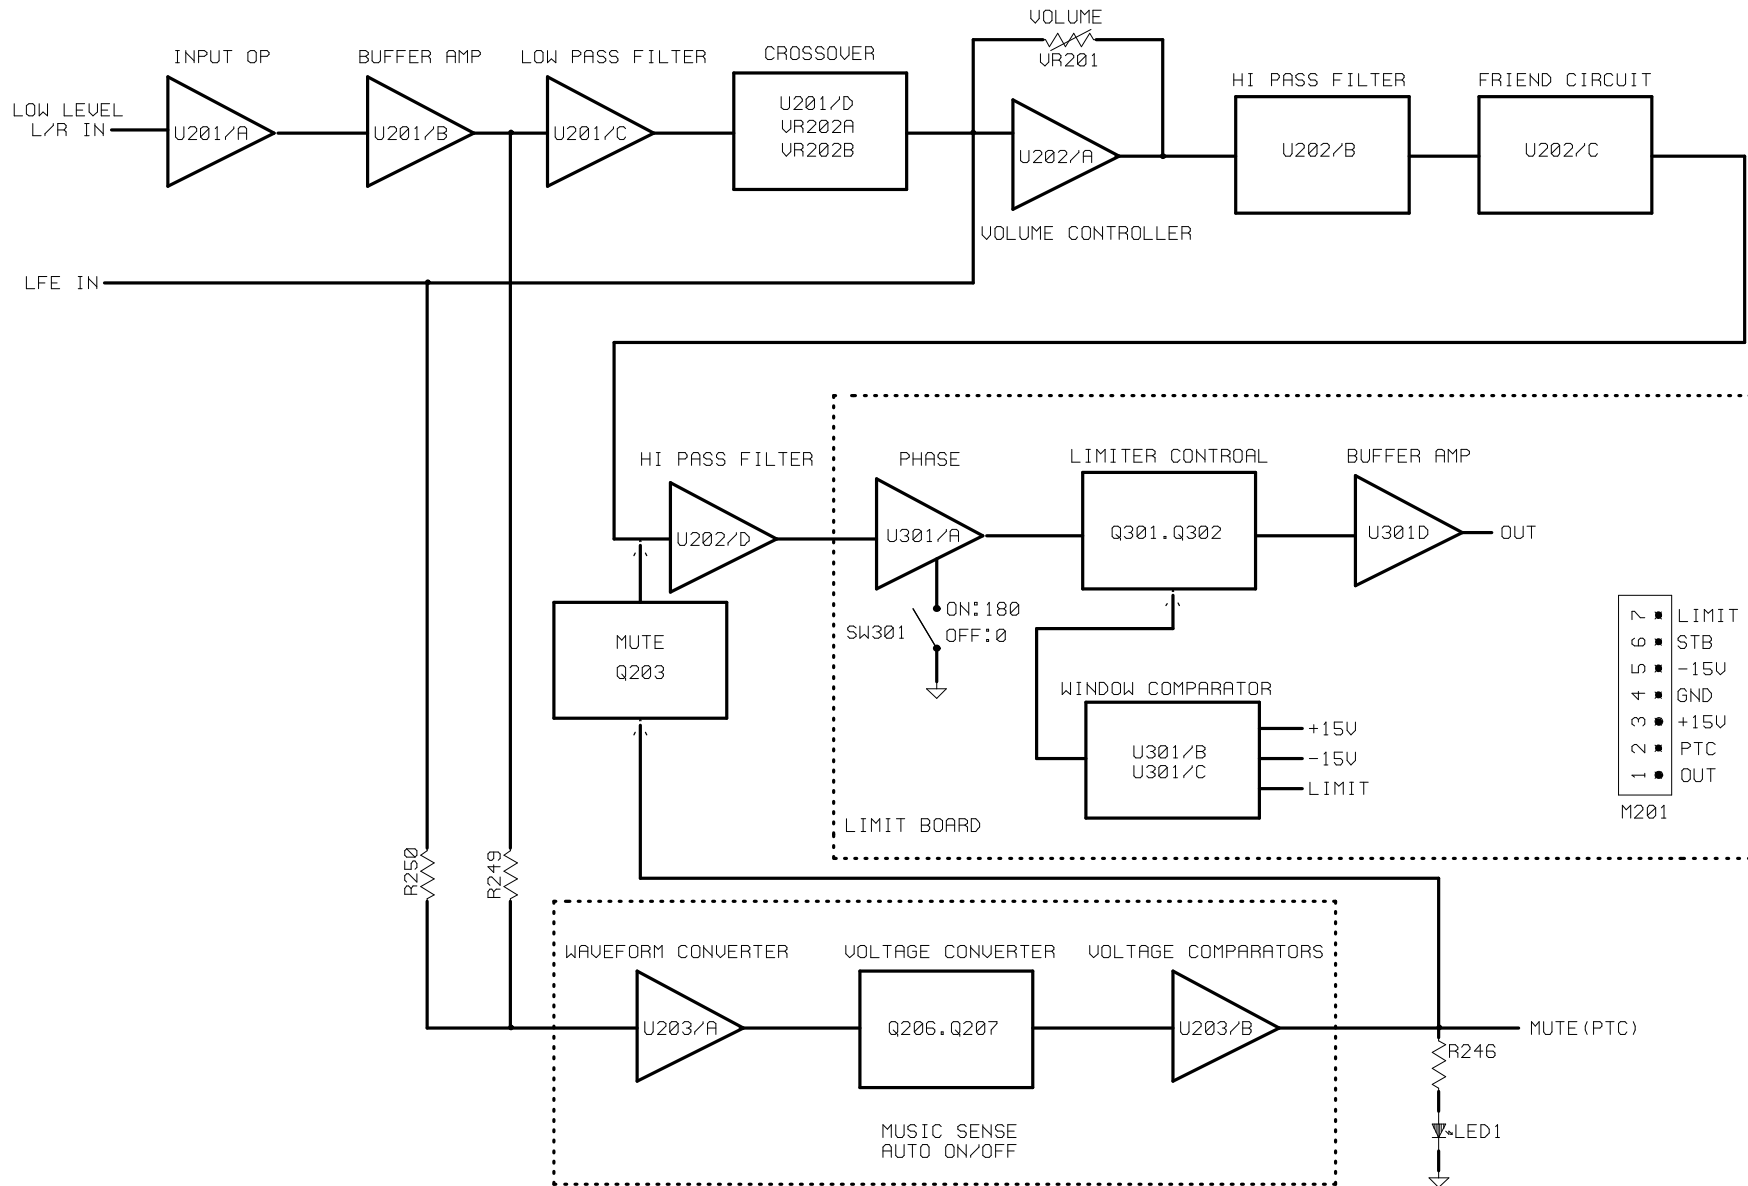 VOLUME
VR201
INPUT OP
BUFFER AMP
LOW PASS FILTER
CROSSOVER
HI PASS FILTER
FRIEND CIRCUIT
LOW LEVEL
L/R IN
U201/A
U201/B
U201/C
U201/D
VR202A
VR202B
U202/A
U202/B
U202/C
VOLUME CONTROLLER
LFE IN
HI PASS FILTER
PHASE
LIMITER CONTROAL
BUFFER AMP
U202/D
U301/A
Q301.Q302
U301D
OUT
MUTE
Q203
SW301
ON:180
OFF:0
WINDOW COMPARATOR
U301/B
U301/C
+15V
-15V
LIMIT
LIMIT BOARD
7 LIMIT
6 STB
5 -15V
4 GND
3 +15V
2 PTC
1 OUT
M201
R250
R249
WAVEFORM CONVERTER
VOLTAGE CONVERTER
VOLTAGE COMPARATORS
U203/A
Q206.Q207
U203/B
MUTE(PTC)
R246
LED1
MUSIC SENSE
AUTO ON/OFF